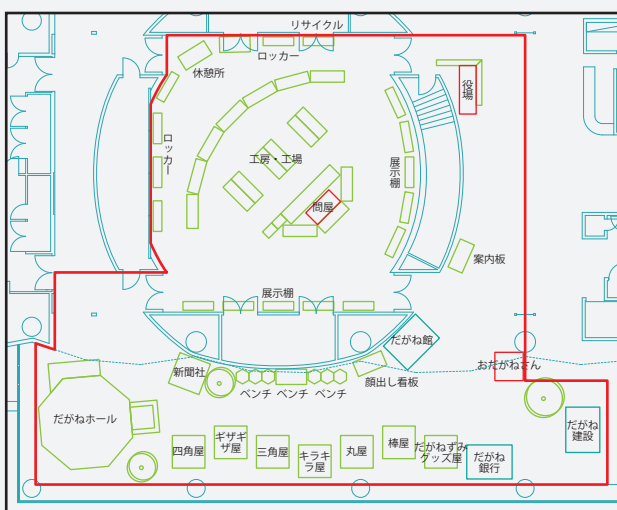 リサイクル
ロッカー
休憩所
役場
ロッカー
工房・工場
展示棚
問屋
案内板
展示棚
だがね館
おだがねさん
新聞社
顔出し看板
ベンチ
ベンチ
ベンチ
だがねホール
四角屋
ギザギ
ザ屋
三角屋
キラキ
ラ屋
丸屋
棒屋
だがねずみ
グッズ屋
だがね
銀行
だがね
建設